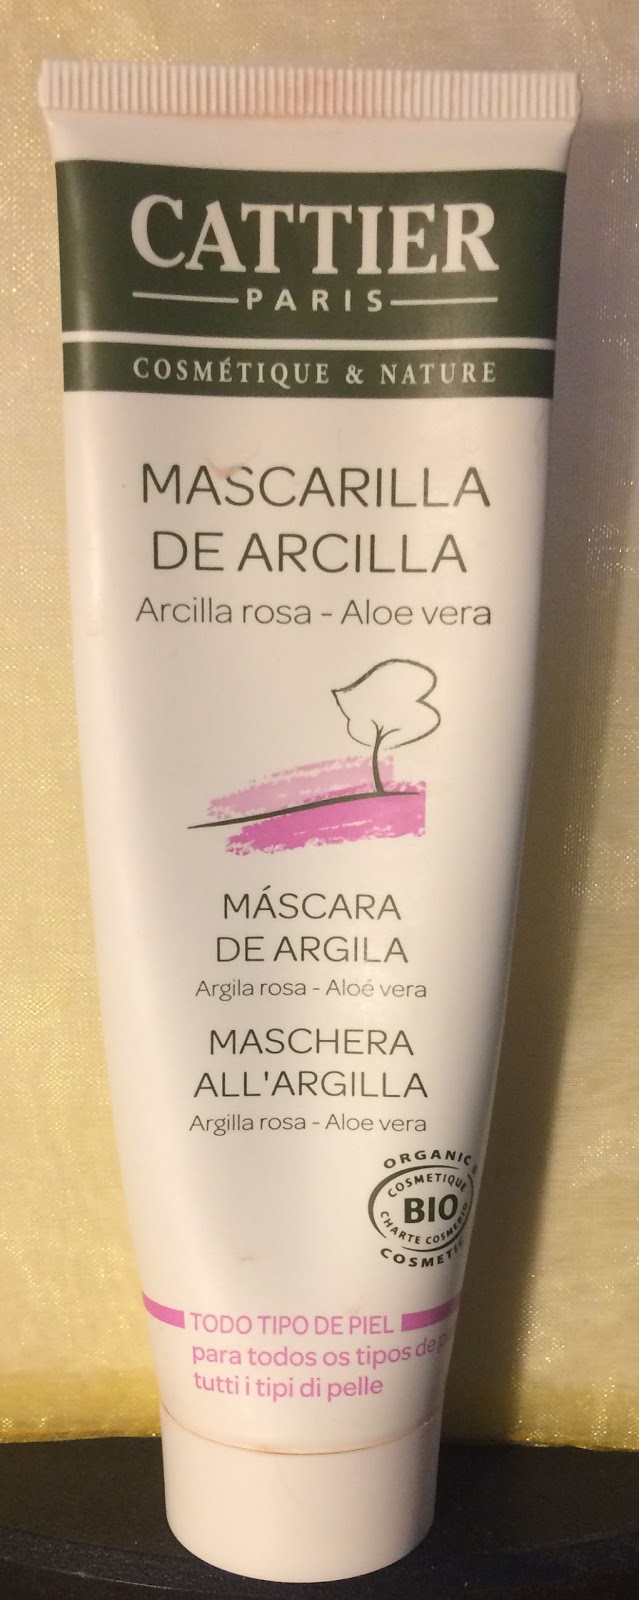 CATTIER
PARIS
COSMÉTIQUE & NATURE
MASCARILLA
DE ARCILLA
Arcilla rosa - Aloe vera
MÁSCARA
DE ARGILA
Argila rosa - Aloé vera
MASCHERA
ALL'ARGILLA
Argilla rosa - Aloe vera
ORGANIC &
COSMETIQUE
BIO
CHARTE COSMEBIO
COSMETIC
TODO TIPO DE PIEL
para todos os tipos de
tutti i tipi di pelle